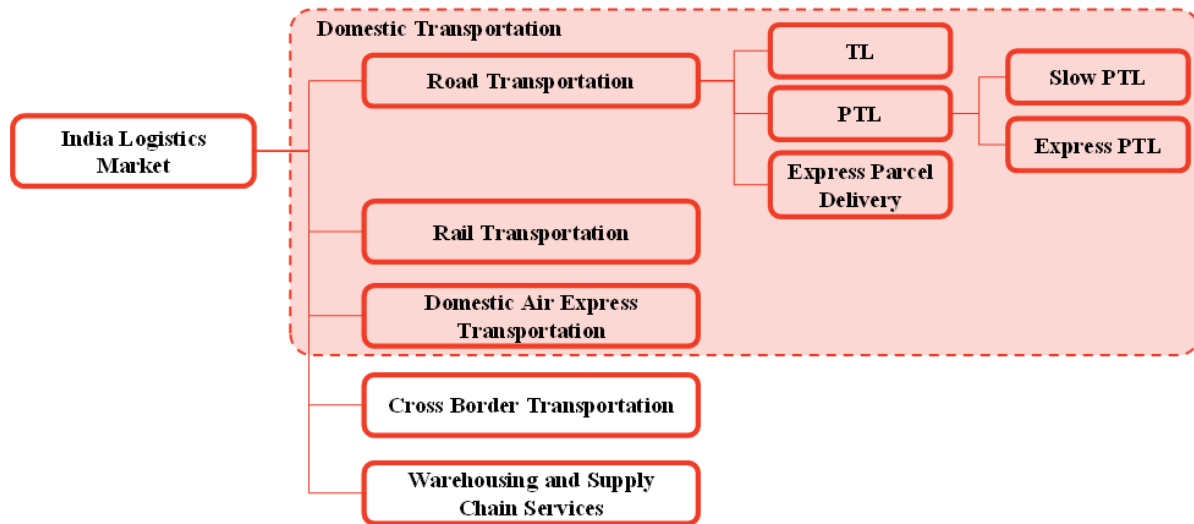 Domestic Transportation
India Logistics
Market
Road Transportation
TL
PTL
Express Parcel
Delivery
Slow PTL
Express PTL
Rail Transportation
Domestic Air Express
Transportation
Cross Border Transportation
Warehousing and Supply
Chain Services